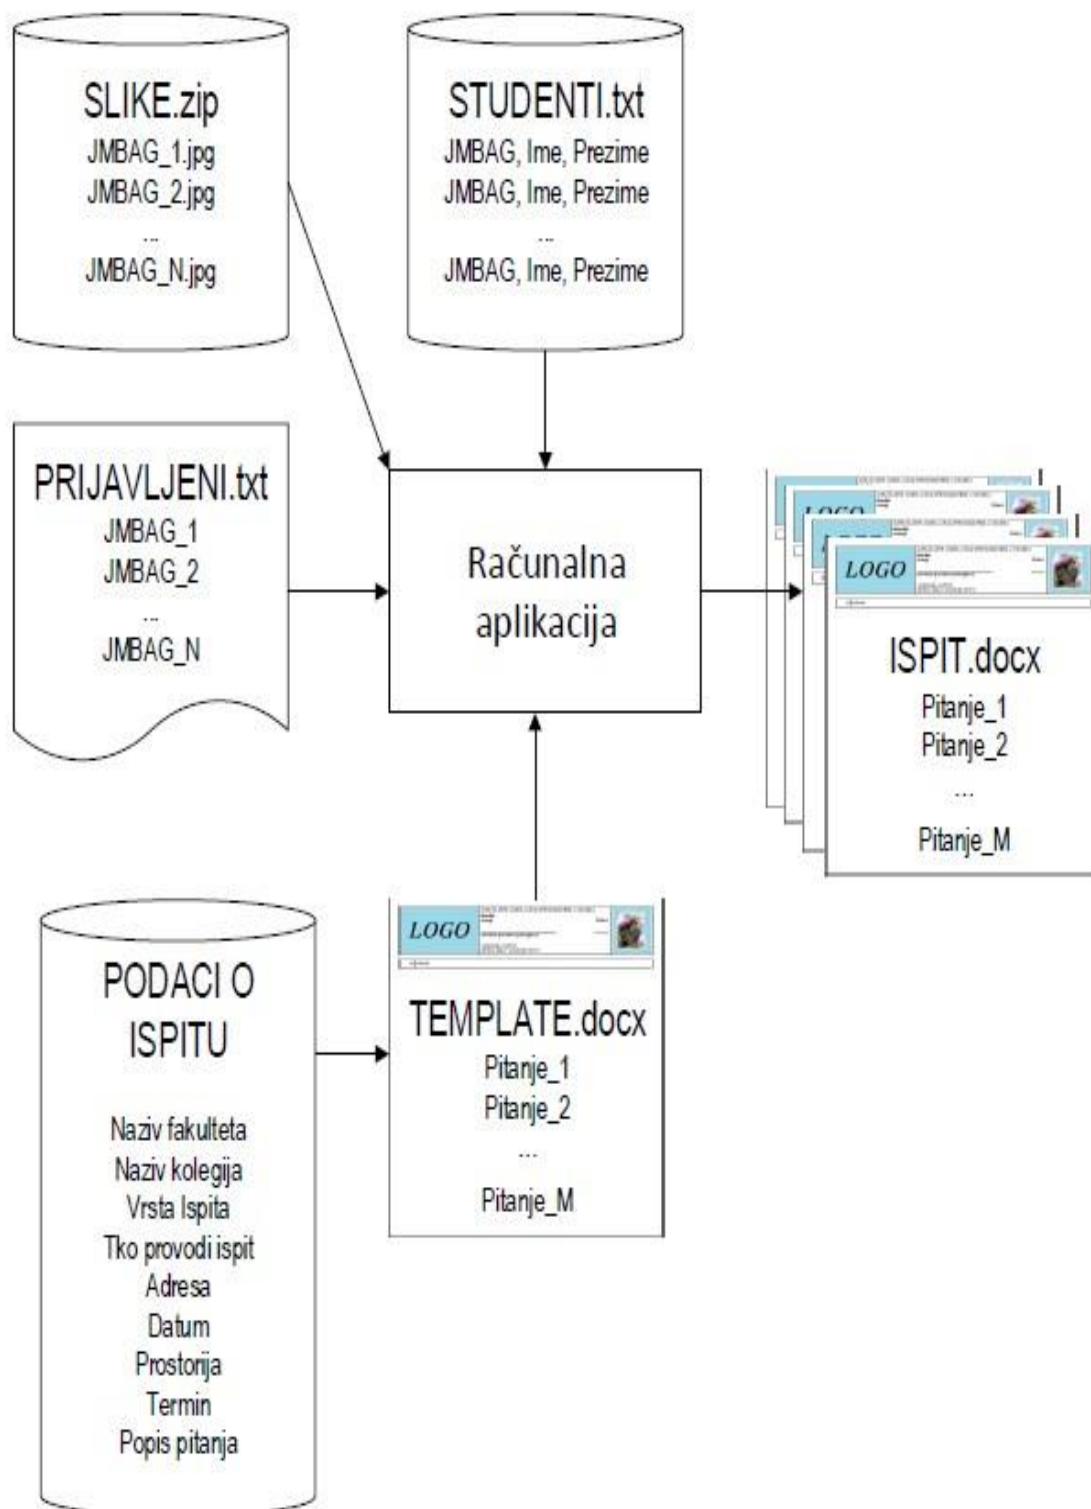 SLIKE.zip
JMBAG_1.jpg
JMBAG_2.jpg
...
JMBAG_N.jpg
STUDENTI.txt
JMBAG, Ime, Prezime
JMBAG, Ime, Prezime
...
JMBAG, Ime, Prezime
PRIJAVLJENI.txt
JMBAG_1
JMBAG_2
...
JMBAG_N
Računalna
aplikacija
LOGO
LOGO
ISPIT.docx
Pitanje_1
Pitanje_2
...
Pitanje_M
PODACI O
ISPITU
Naziv fakulteta
Naziv kolegija
Vrsta Ispita
Tko provodi ispit
Adresa
Datum
Prostorija
Termin
Popis pitanja
LOGO
TEMPLATE.docx
Pitanje_1
Pitanje_2
...
Pitanje_M